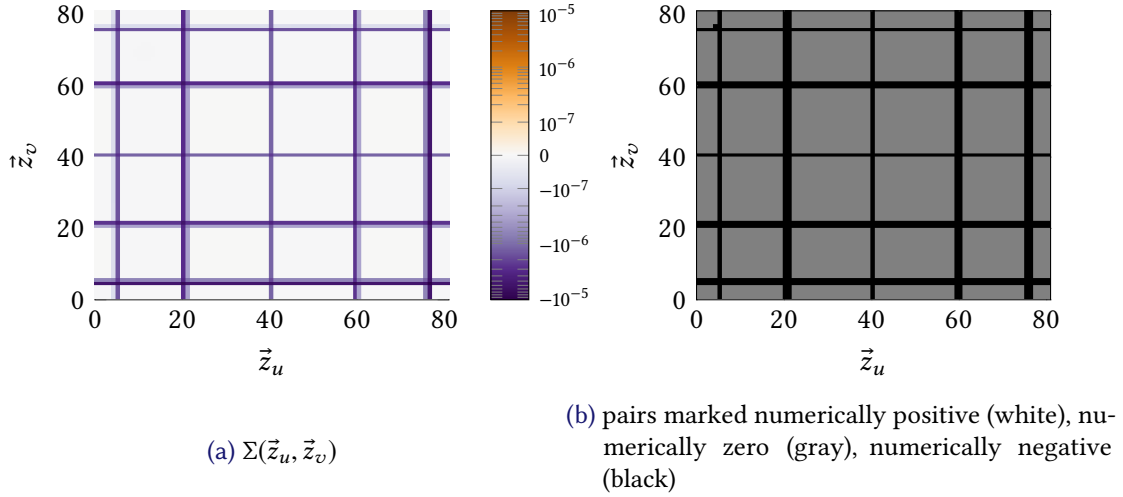 80
60
40
20
0
0 20 40 60 80
z⃗_v
z⃗_u
10⁻⁵
10⁻⁶
10⁻⁷
0
−10⁻⁷
−10⁻⁶
−10⁻⁵
80
60
40
20
0
0 20 40 60 80
z⃗_v
z⃗_u
(a) Σ(z⃗_u, z⃗_v)
(b) pairs marked numerically positive (white), nu-
merically zero (gray), numerically negative
(black)